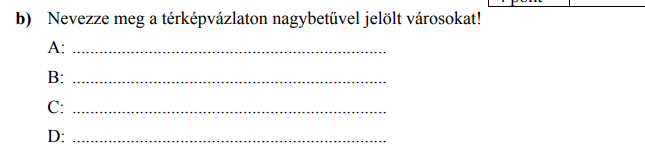 b) Nevezze meg a térképvázlaton nagybetűvel jelölt városokat!
A: ......................................................................
B: ......................................................................
C: ......................................................................
D: ......................................................................